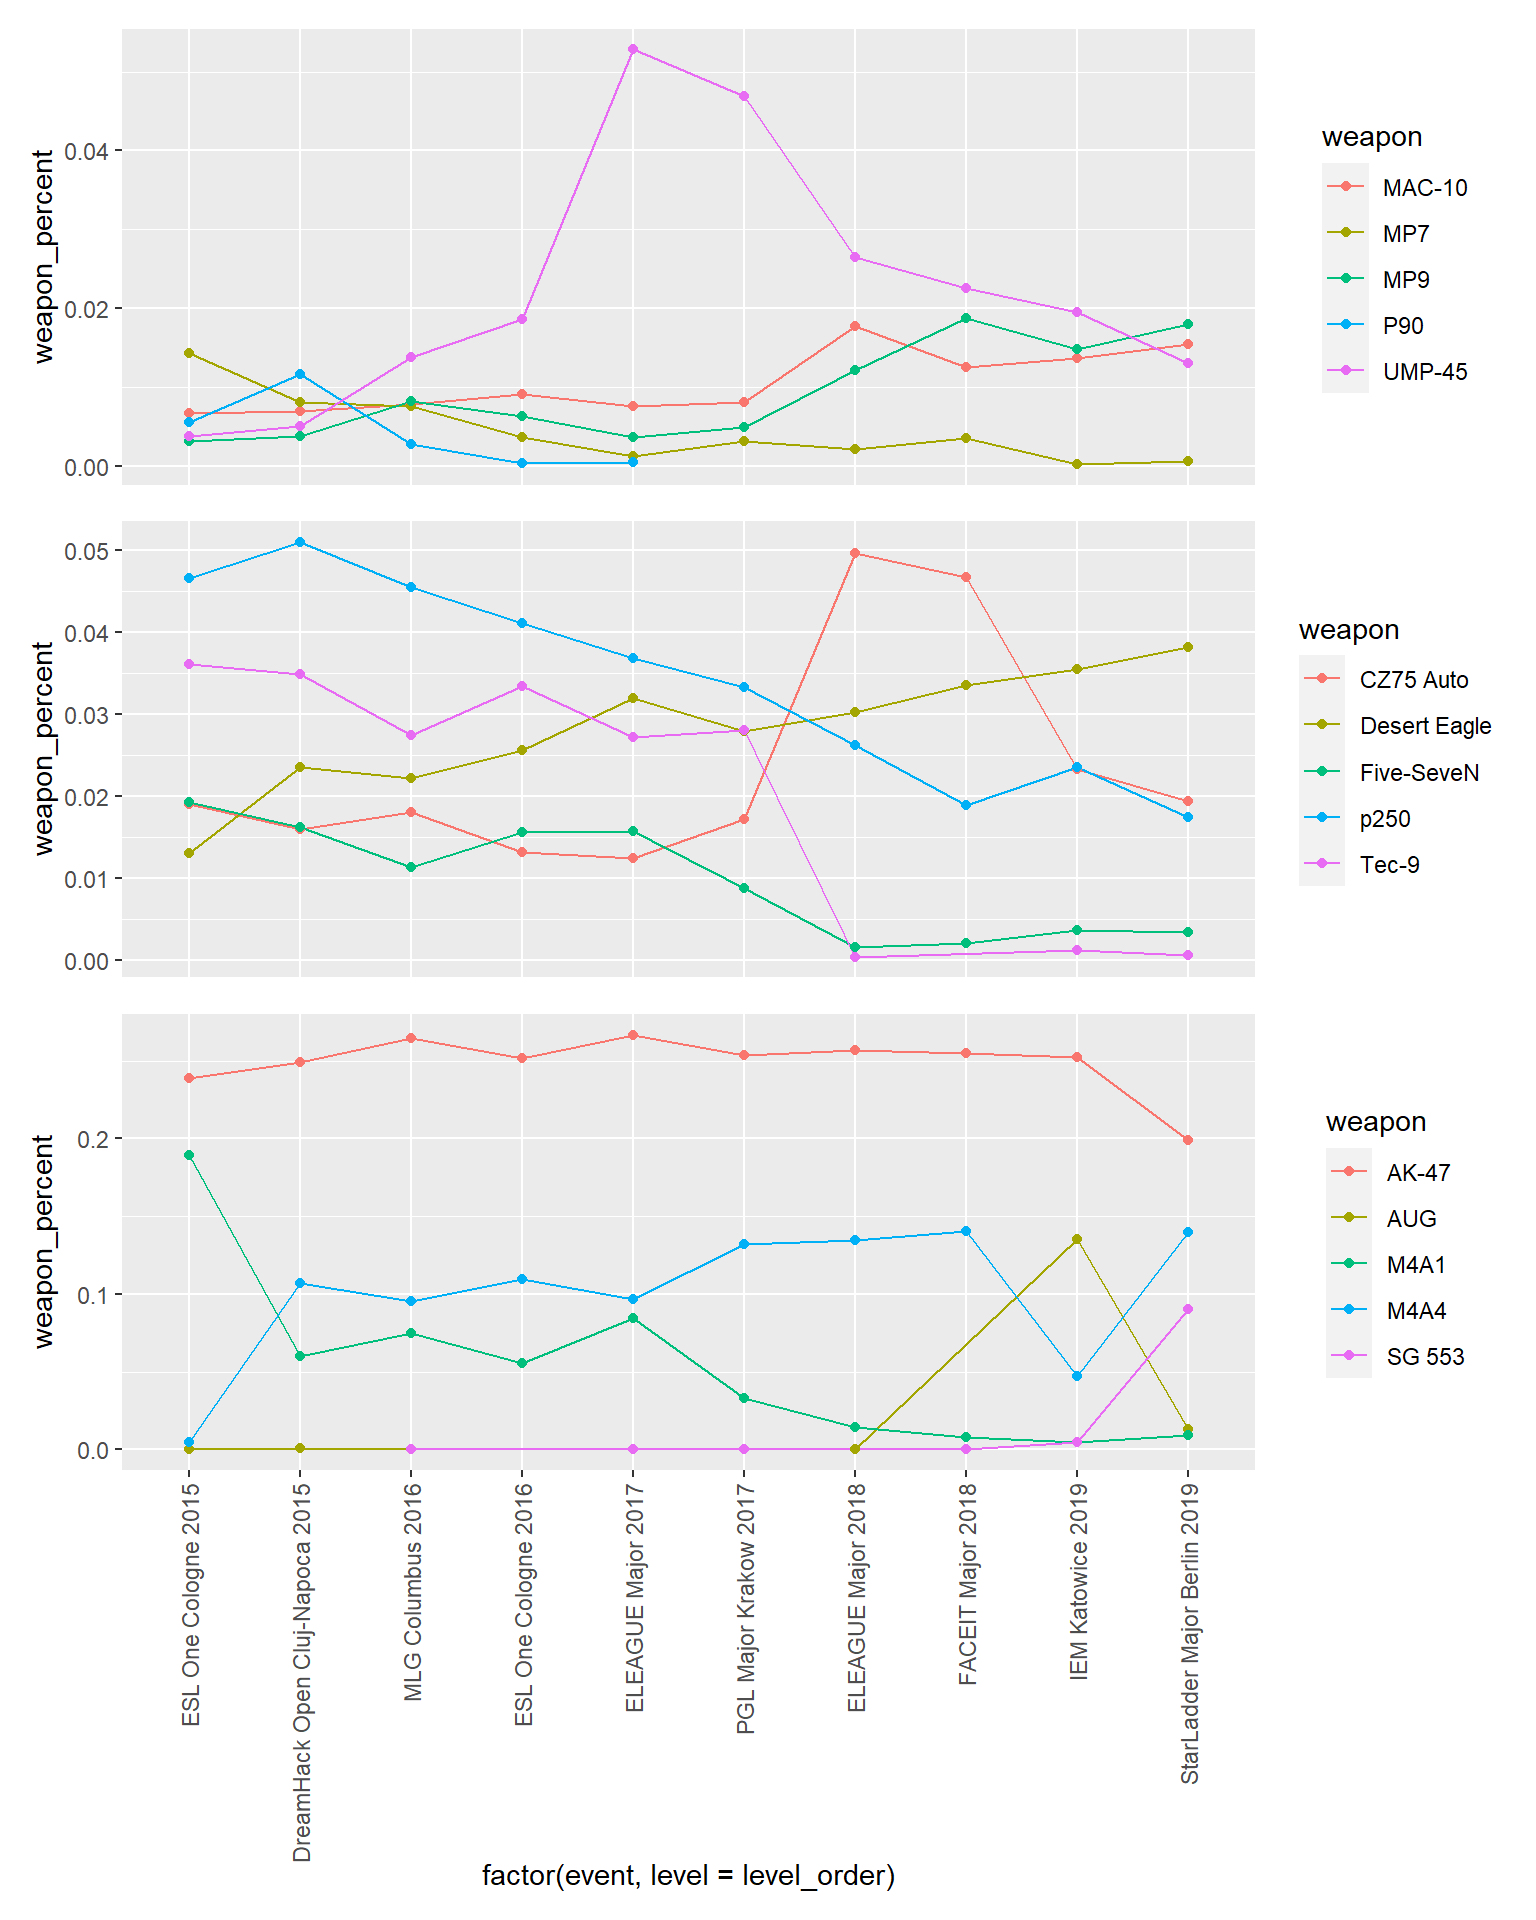 weapon_percent
0.04
0.02
0.00
weapon
MAC-10
MP7
MP9
P90
UMP-45
weapon_percent
0.05
0.04
0.03
0.02
0.01
0.00
weapon
CZ75 Auto
Desert Eagle
Five-SeveN
p250
Tec-9
weapon_percent
0.2
0.1
0.0
weapon
AK-47
AUG
M4A1
M4A4
SG 553
ESL One Cologne 2015
DreamHack Open Cluj-Napoca 2015
MLG Columbus 2016
ESL One Cologne 2016
ELEAGUE Major 2017
PGL Major Krakow 2017
ELEAGUE Major 2018
FACEIT Major 2018
IEM Katowice 2019
StarLadder Major Berlin 2019
factor(event, level = level_order)